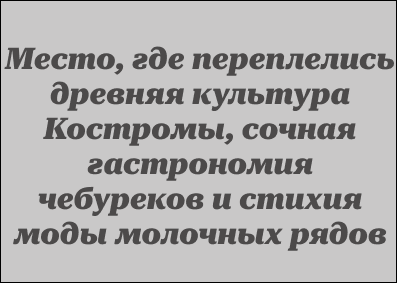 Место, где переплелись
древняя культура
Костромы, сочная
гастрономия
чебуреков и стихия
моды молочных рядов